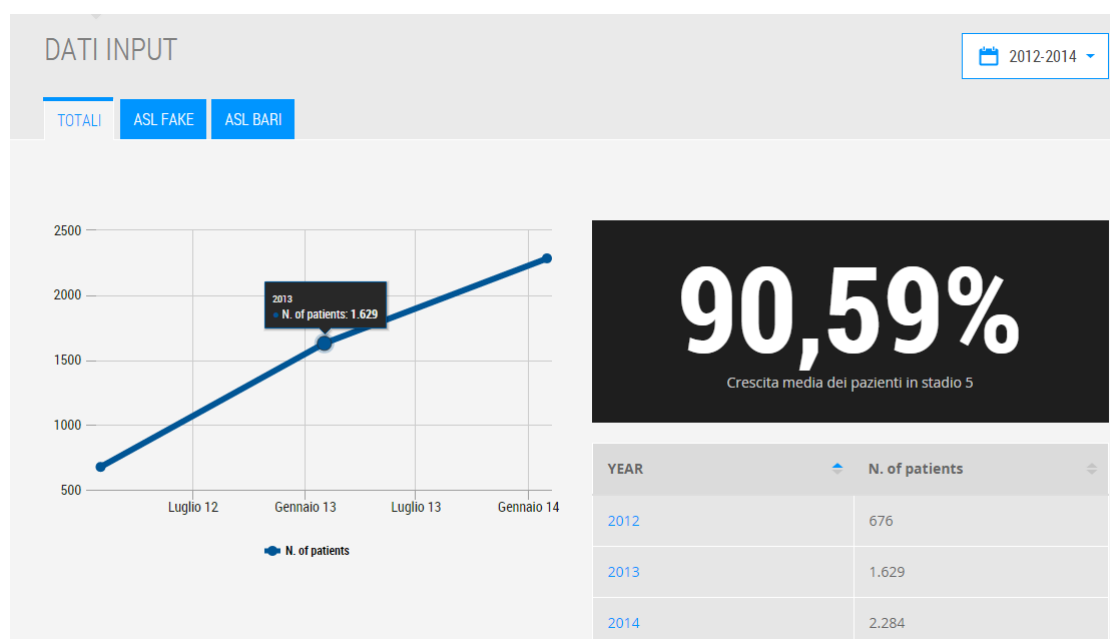 DATI INPUT
2012-2014
TOTALI
ASL FAKE
ASL BARI
2500
2000
1500
1000
500
2013
N. of patients: 1.629
Luglio 12
Gennaio 13
Luglio 13
Gennaio 14
N. of patients
90,59%
Crescita media dei pazienti in stadio 5
YEAR N. of patients
2012 676
2013 1.629
2014 2.284